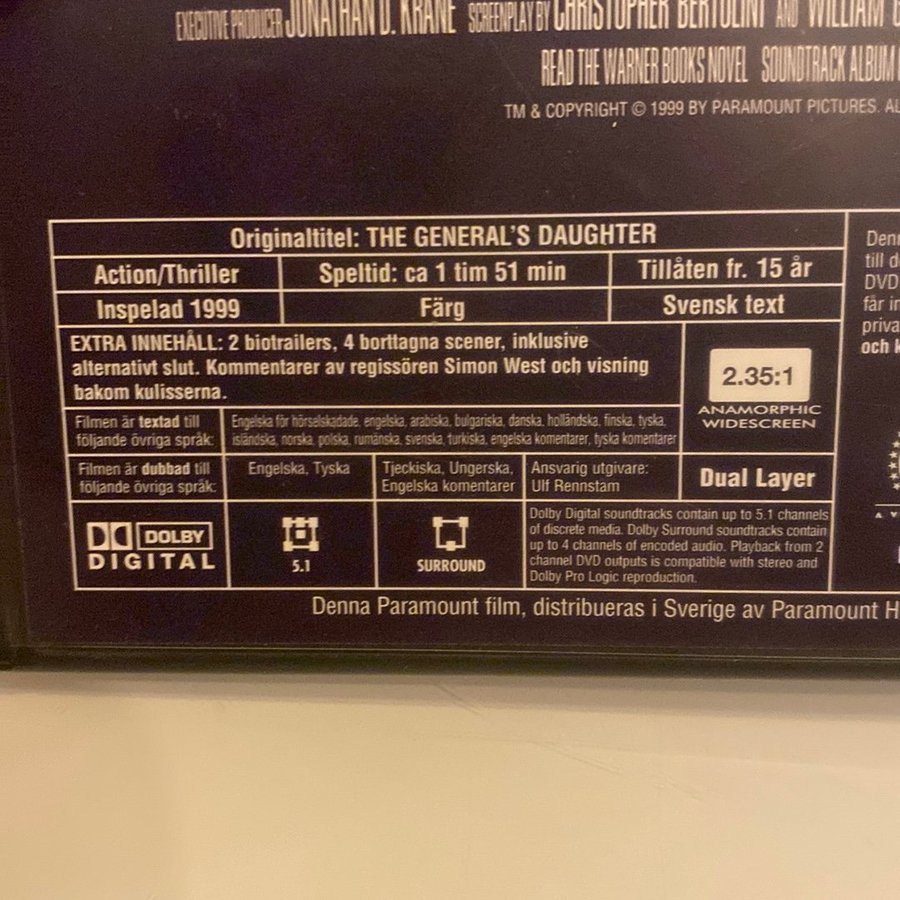 EXECUTIVE PRODUCER JONATHAN D. KRANE SCREENPLAY BY CHRISTOPHER BERTOLINI AND WILLIAM
READ THE WARNER BOOKS NOVEL SOUNDTRACK ALBUM
TM & COPYRIGHT © 1999 BY PARAMOUNT PICTURES.
Originaltitel: THE GENERAL'S DAUGHTER
Action/Thriller Speltid: ca 1 tim 51 min Tillåten fr. 15 år
Inspelad 1999 Färg Svensk text
EXTRA INNEHÅLL: 2 biotrailers, 4 borttagna scener, inklusive
alternativt slut. Kommentarer av regissören Simon West och visning
bakom kulisserna.
2.35:1
ANAMORPHIC
WIDESCREEN
Filmen är textad till
följande övriga språk:
Engelska för hörselskadade, engelska, arabiska, bulgariska, danska, holländska, finska, tyska,
isländska, norska, polska, rumänska, svenska, turkiska, engelska komentarer, tyska komentarer
Filmen är dubbad till
följande övriga språk:
Engelska, Tyska
Tjeckiska, Ungerska,
Engelska komentarer
Ansvarig utgivare:
Ulf Rennstam
Dual Layer
DOLBY
DIGITAL
5.1
SURROUND
Dolby Digital soundtracks contain up to 5.1 channels
of discrete media. Dolby Surround soundtracks contain
up to 4 channels of encoded audio. Playback from 2
channel DVD outputs is compatible with stereo and
Dolby Pro Logic reproduction.
Denna Paramount film, distribueras i Sverige av Paramount H
till d
DVD
får in
priva
och k